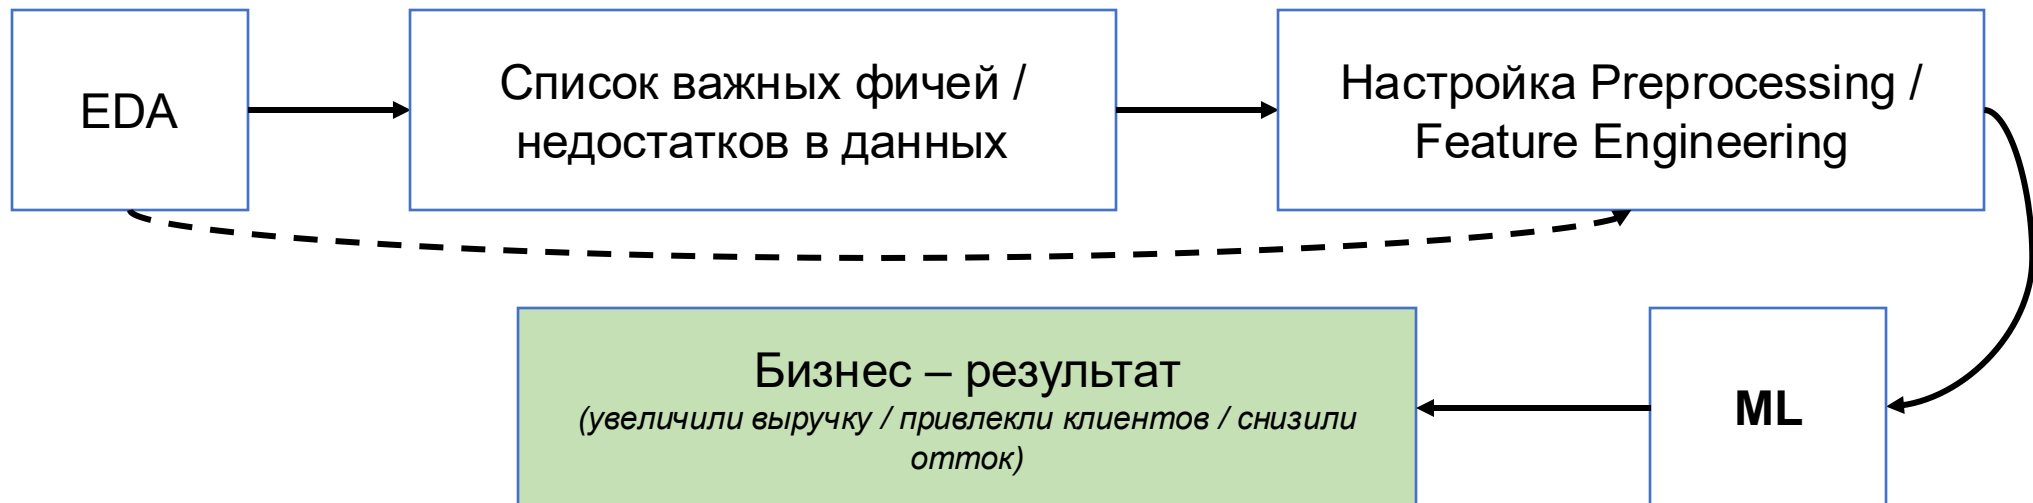 EDA
Список важных фичей /
недостатков в данных
Настройка Preprocessing /
Feature Engineering
Бизнес – результат
(увеличили выручку / привлекли клиентов / снизили
отток)
ML